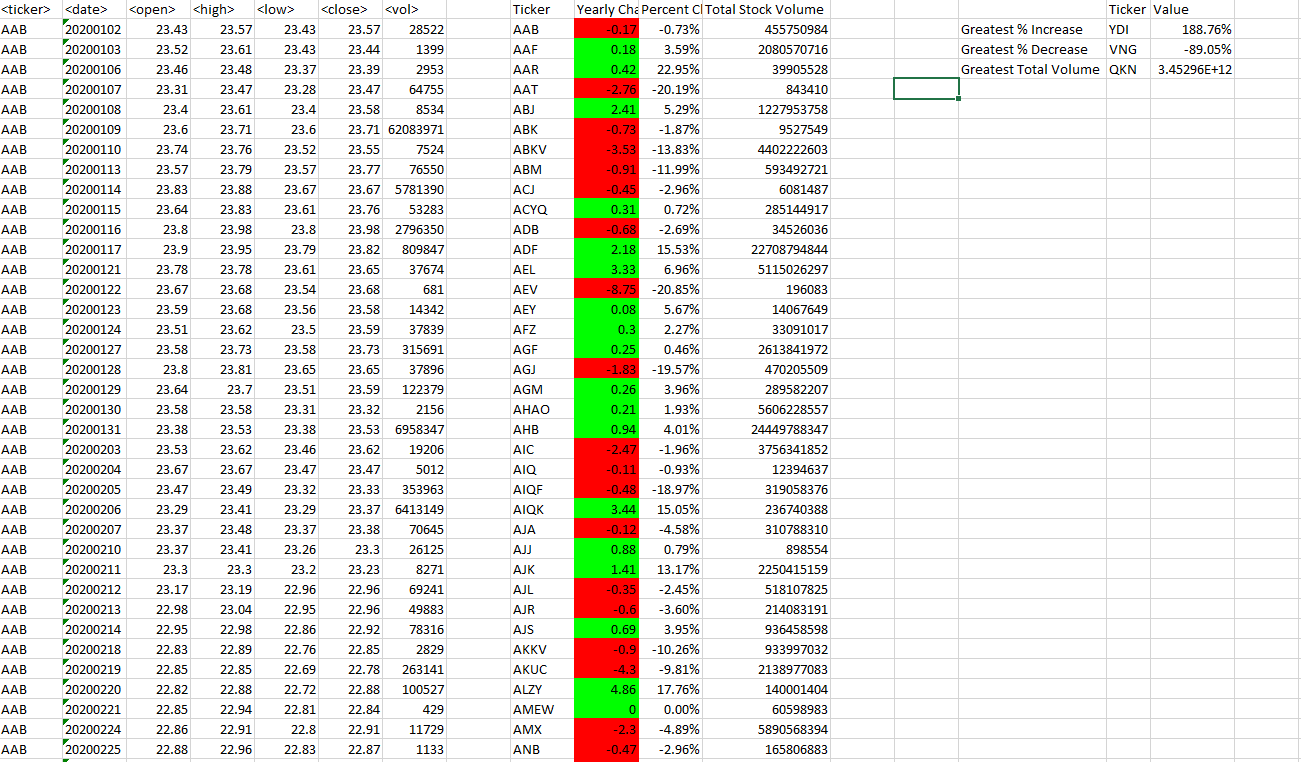 <ticker> <date> <open> <high> <low> <close> <vol> Ticker Yearly Cha Percent Cl Total Stock Volume Ticker Value
AAB 20200102 23.43 23.57 23.43 23.57 28522 AAB -0.17 -0.73% 455750984 Greatest % Increase YDI 188.76%
AAB 20200103 23.52 23.61 23.43 23.44 1399 AAF 0.18 3.59% 2080570716 Greatest % Decrease VNG -89.05%
AAB 20200106 23.46 23.48 23.37 23.39 2953 AAR 0.42 22.95% 39905528 Greatest Total Volume QKN 3.45296E+12
AAB 20200107 23.31 23.47 23.28 23.47 64755 AAT -2.76 -20.19% 843410
AAB 20200108 23.4 23.61 23.4 23.58 8534 ABJ 2.41 5.29% 1227953758
AAB 20200109 23.6 23.71 23.6 23.71 62083971 ABK -0.73 -1.87% 9527549
AAB 20200110 23.74 23.76 23.52 23.55 7524 ABKV -3.53 -13.83% 4402222603
AAB 20200113 23.57 23.79 23.57 23.77 76550 ABM -0.91 -11.99% 593492721
AAB 20200114 23.83 23.88 23.67 23.67 5781390 ACJ -0.45 -2.96% 6081487
AAB 20200115 23.64 23.83 23.61 23.76 53283 ACYQ 0.31 0.72% 285144917
AAB 20200116 23.8 23.98 23.8 23.98 2796350 ADB -0.68 -2.69% 34526036
AAB 20200117 23.9 23.95 23.79 23.82 809847 ADF 2.18 15.53% 22708794844
AAB 20200121 23.78 23.78 23.61 23.65 37674 AEL 3.33 6.96% 5115026297
AAB 20200122 23.67 23.68 23.54 23.68 681 AEV -8.75 -20.85% 196083
AAB 20200123 23.59 23.68 23.56 23.58 14342 AEY 0.08 5.67% 14067649
AAB 20200124 23.51 23.62 23.5 23.59 37839 AFZ 0.3 2.27% 33091017
AAB 20200127 23.58 23.73 23.58 23.73 315691 AGF 0.25 0.46% 2613841972
AAB 20200128 23.8 23.81 23.65 23.65 37896 AGJ -1.83 -19.57% 470205509
AAB 20200129 23.64 23.7 23.51 23.59 122379 AGM 0.26 3.96% 289582207
AAB 20200130 23.58 23.58 23.31 23.32 2156 AHAO 0.21 1.93% 5606228557
AAB 20200131 23.38 23.53 23.38 23.53 6958347 AHB 0.94 4.01% 24449788347
AAB 20200203 23.53 23.62 23.46 23.62 19206 AIC -2.47 -1.96% 3756341852
AAB 20200204 23.67 23.67 23.47 23.47 5012 AIQ -0.11 -0.93% 12394637
AAB 20200205 23.47 23.49 23.32 23.33 353963 AIQF -0.48 -18.97% 319058376
AAB 20200206 23.29 23.41 23.29 23.37 6413149 AIQK 3.44 15.05% 236740388
AAB 20200207 23.37 23.48 23.37 23.38 70645 AJA -0.12 -4.58% 310788310
AAB 20200210 23.37 23.41 23.26 23.3 26125 AJJ 0.88 0.79% 898554
AAB 20200211 23.3 23.3 23.2 23.23 8271 AJK 1.41 13.17% 2250415159
AAB 20200212 23.17 23.19 22.96 22.96 69241 AJL -0.35 -2.45% 518107825
AAB 20200213 22.98 23.04 22.95 22.96 49883 AJR -0.6 -3.60% 214083191
AAB 20200214 22.95 22.98 22.86 22.92 78316 AJS 0.69 3.95% 936458598
AAB 20200218 22.83 22.89 22.76 22.85 2829 AKKV -0.9 -10.26% 933997032
AAB 20200219 22.85 22.85 22.69 22.78 263141 AKUC -4.3 -9.81% 2138977083
AAB 20200220 22.82 22.88 22.72 22.88 100527 ALZY 4.86 17.76% 140001404
AAB 20200221 22.85 22.94 22.81 22.84 429 AMEW 0 0.00% 60598983
AAB 20200224 22.86 22.91 22.8 22.91 11729 AMX -2.3 -4.89% 5890568394
AAB 20200225 22.88 22.96 22.83 22.87 1133 ANB -0.47 -2.96% 165806883